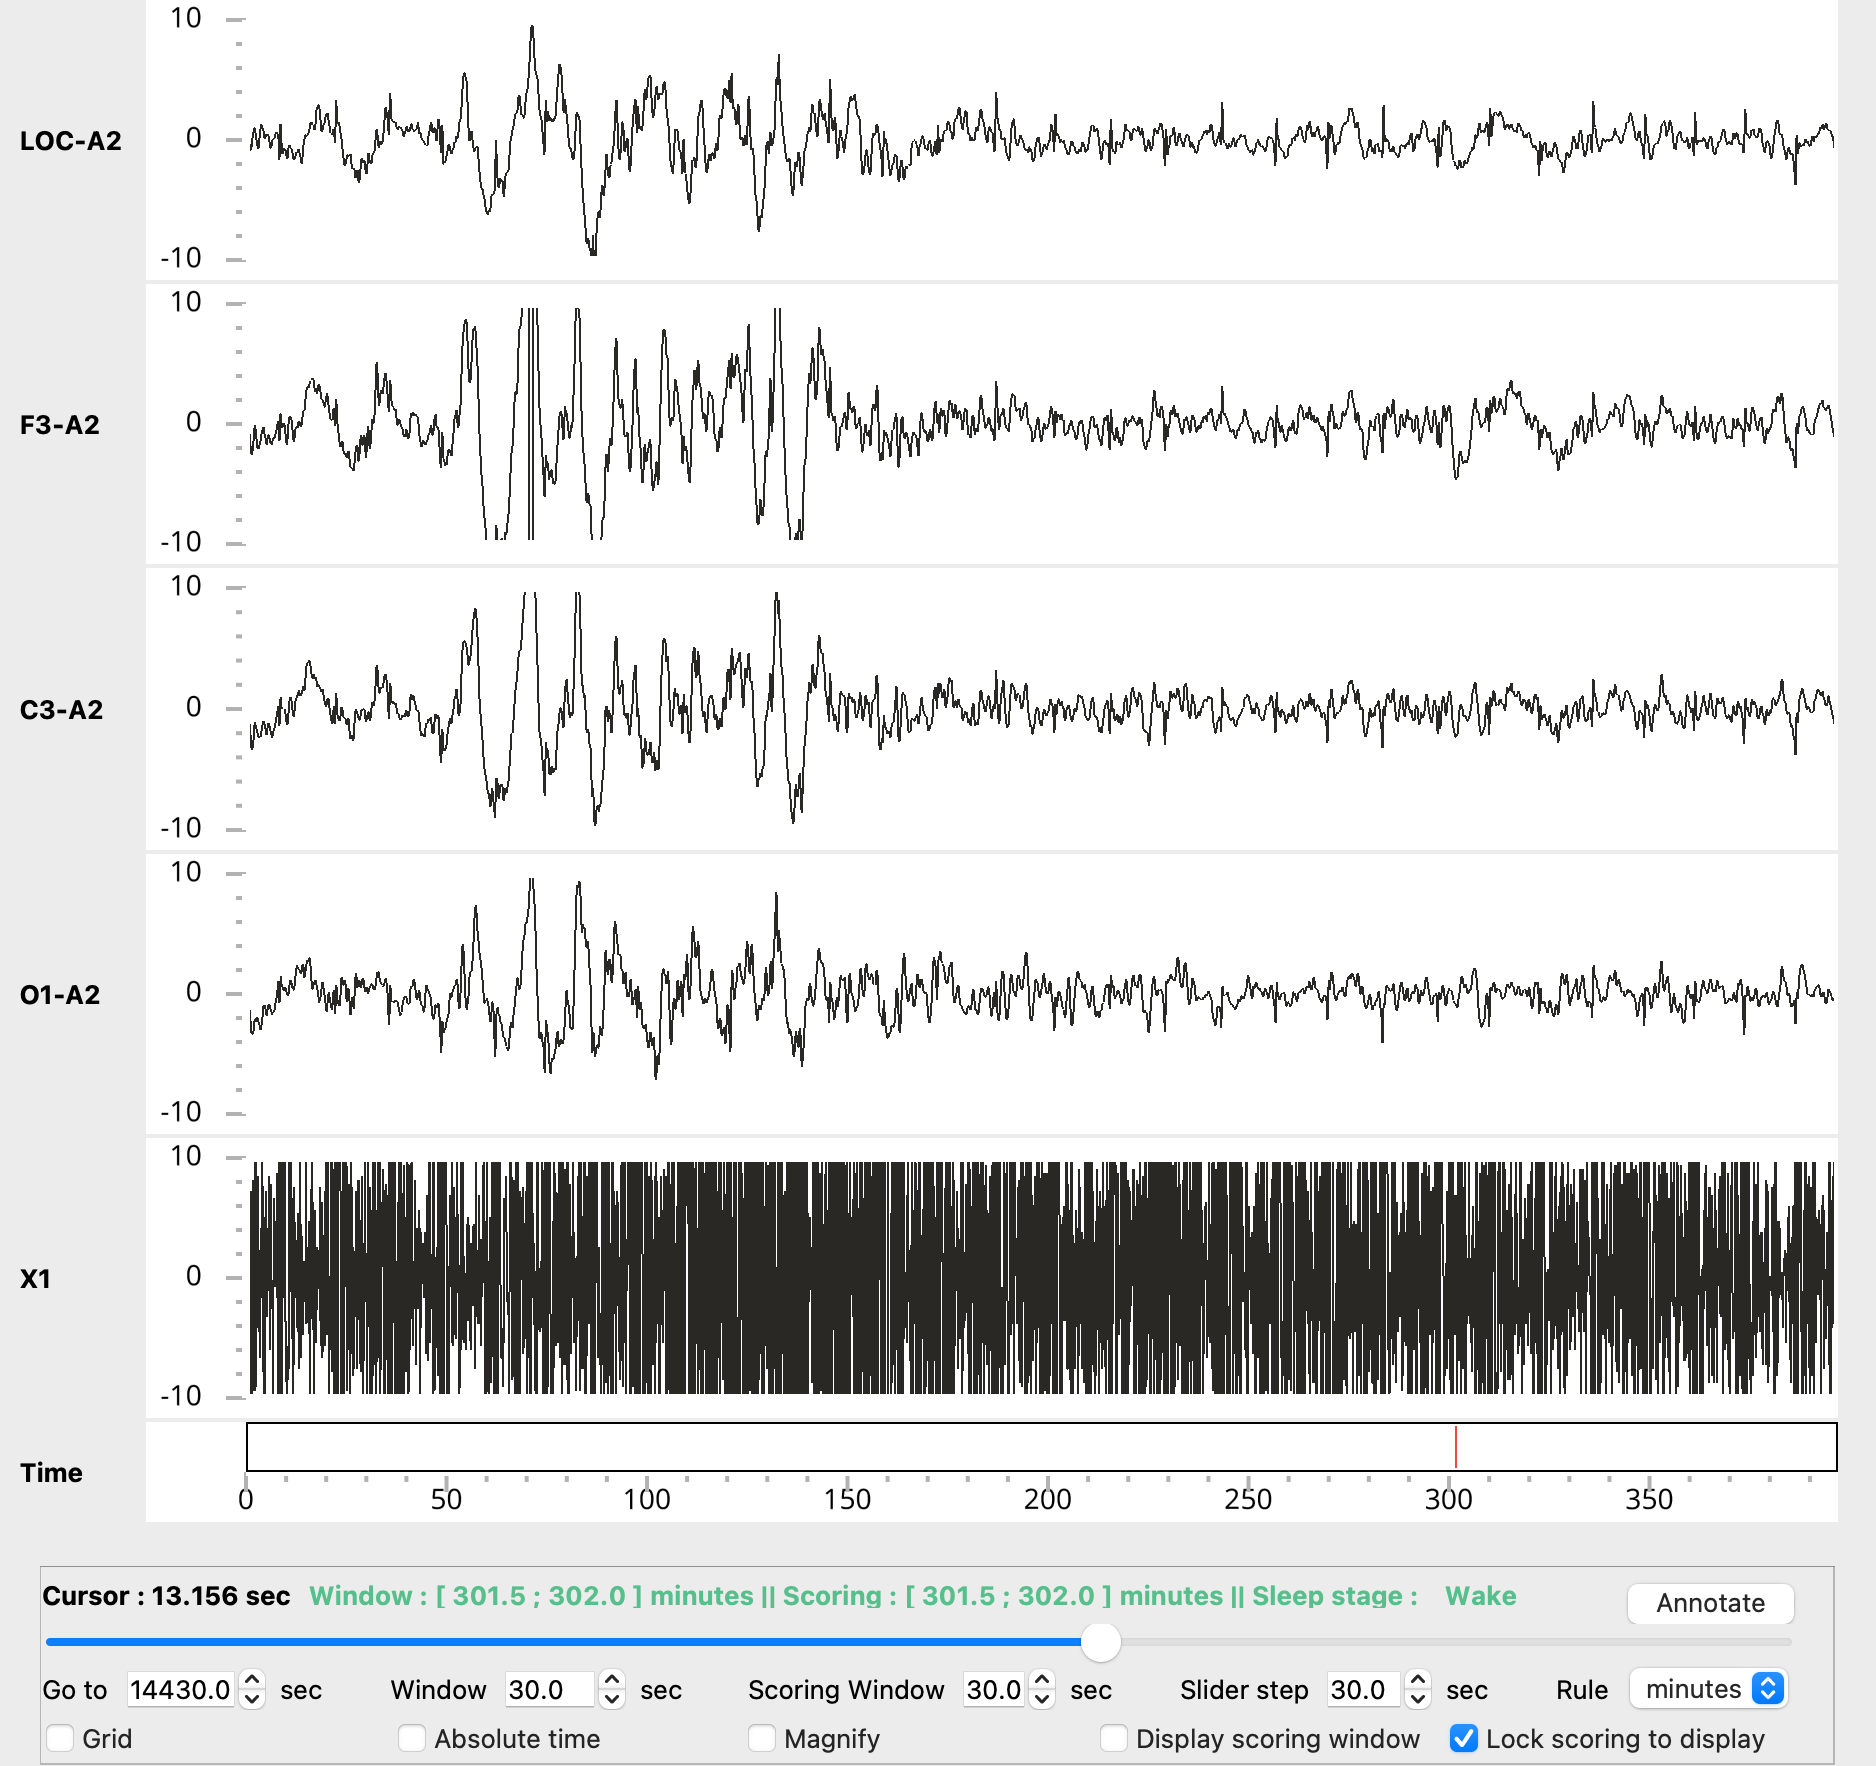 10
LOC-A2
0
-10
10
F3-A2
0
-10
10
C3-A2
0
-10
10
O1-A2
0
-10
10
X1
0
-10
Time
0 50 100 150 200 250 300 350
Cursor : 13.156 sec Window : [ 301.5 ; 302.0 ] minutes || Scoring : [ 301.5 ; 302.0 ] minutes || Sleep stage : Wake Annotate
Go to 14430.0 sec Window 30.0 sec Scoring Window 30.0 sec Slider step 30.0 sec Rule minutes
Grid Absolute time Magnify Display scoring window Lock scoring to display